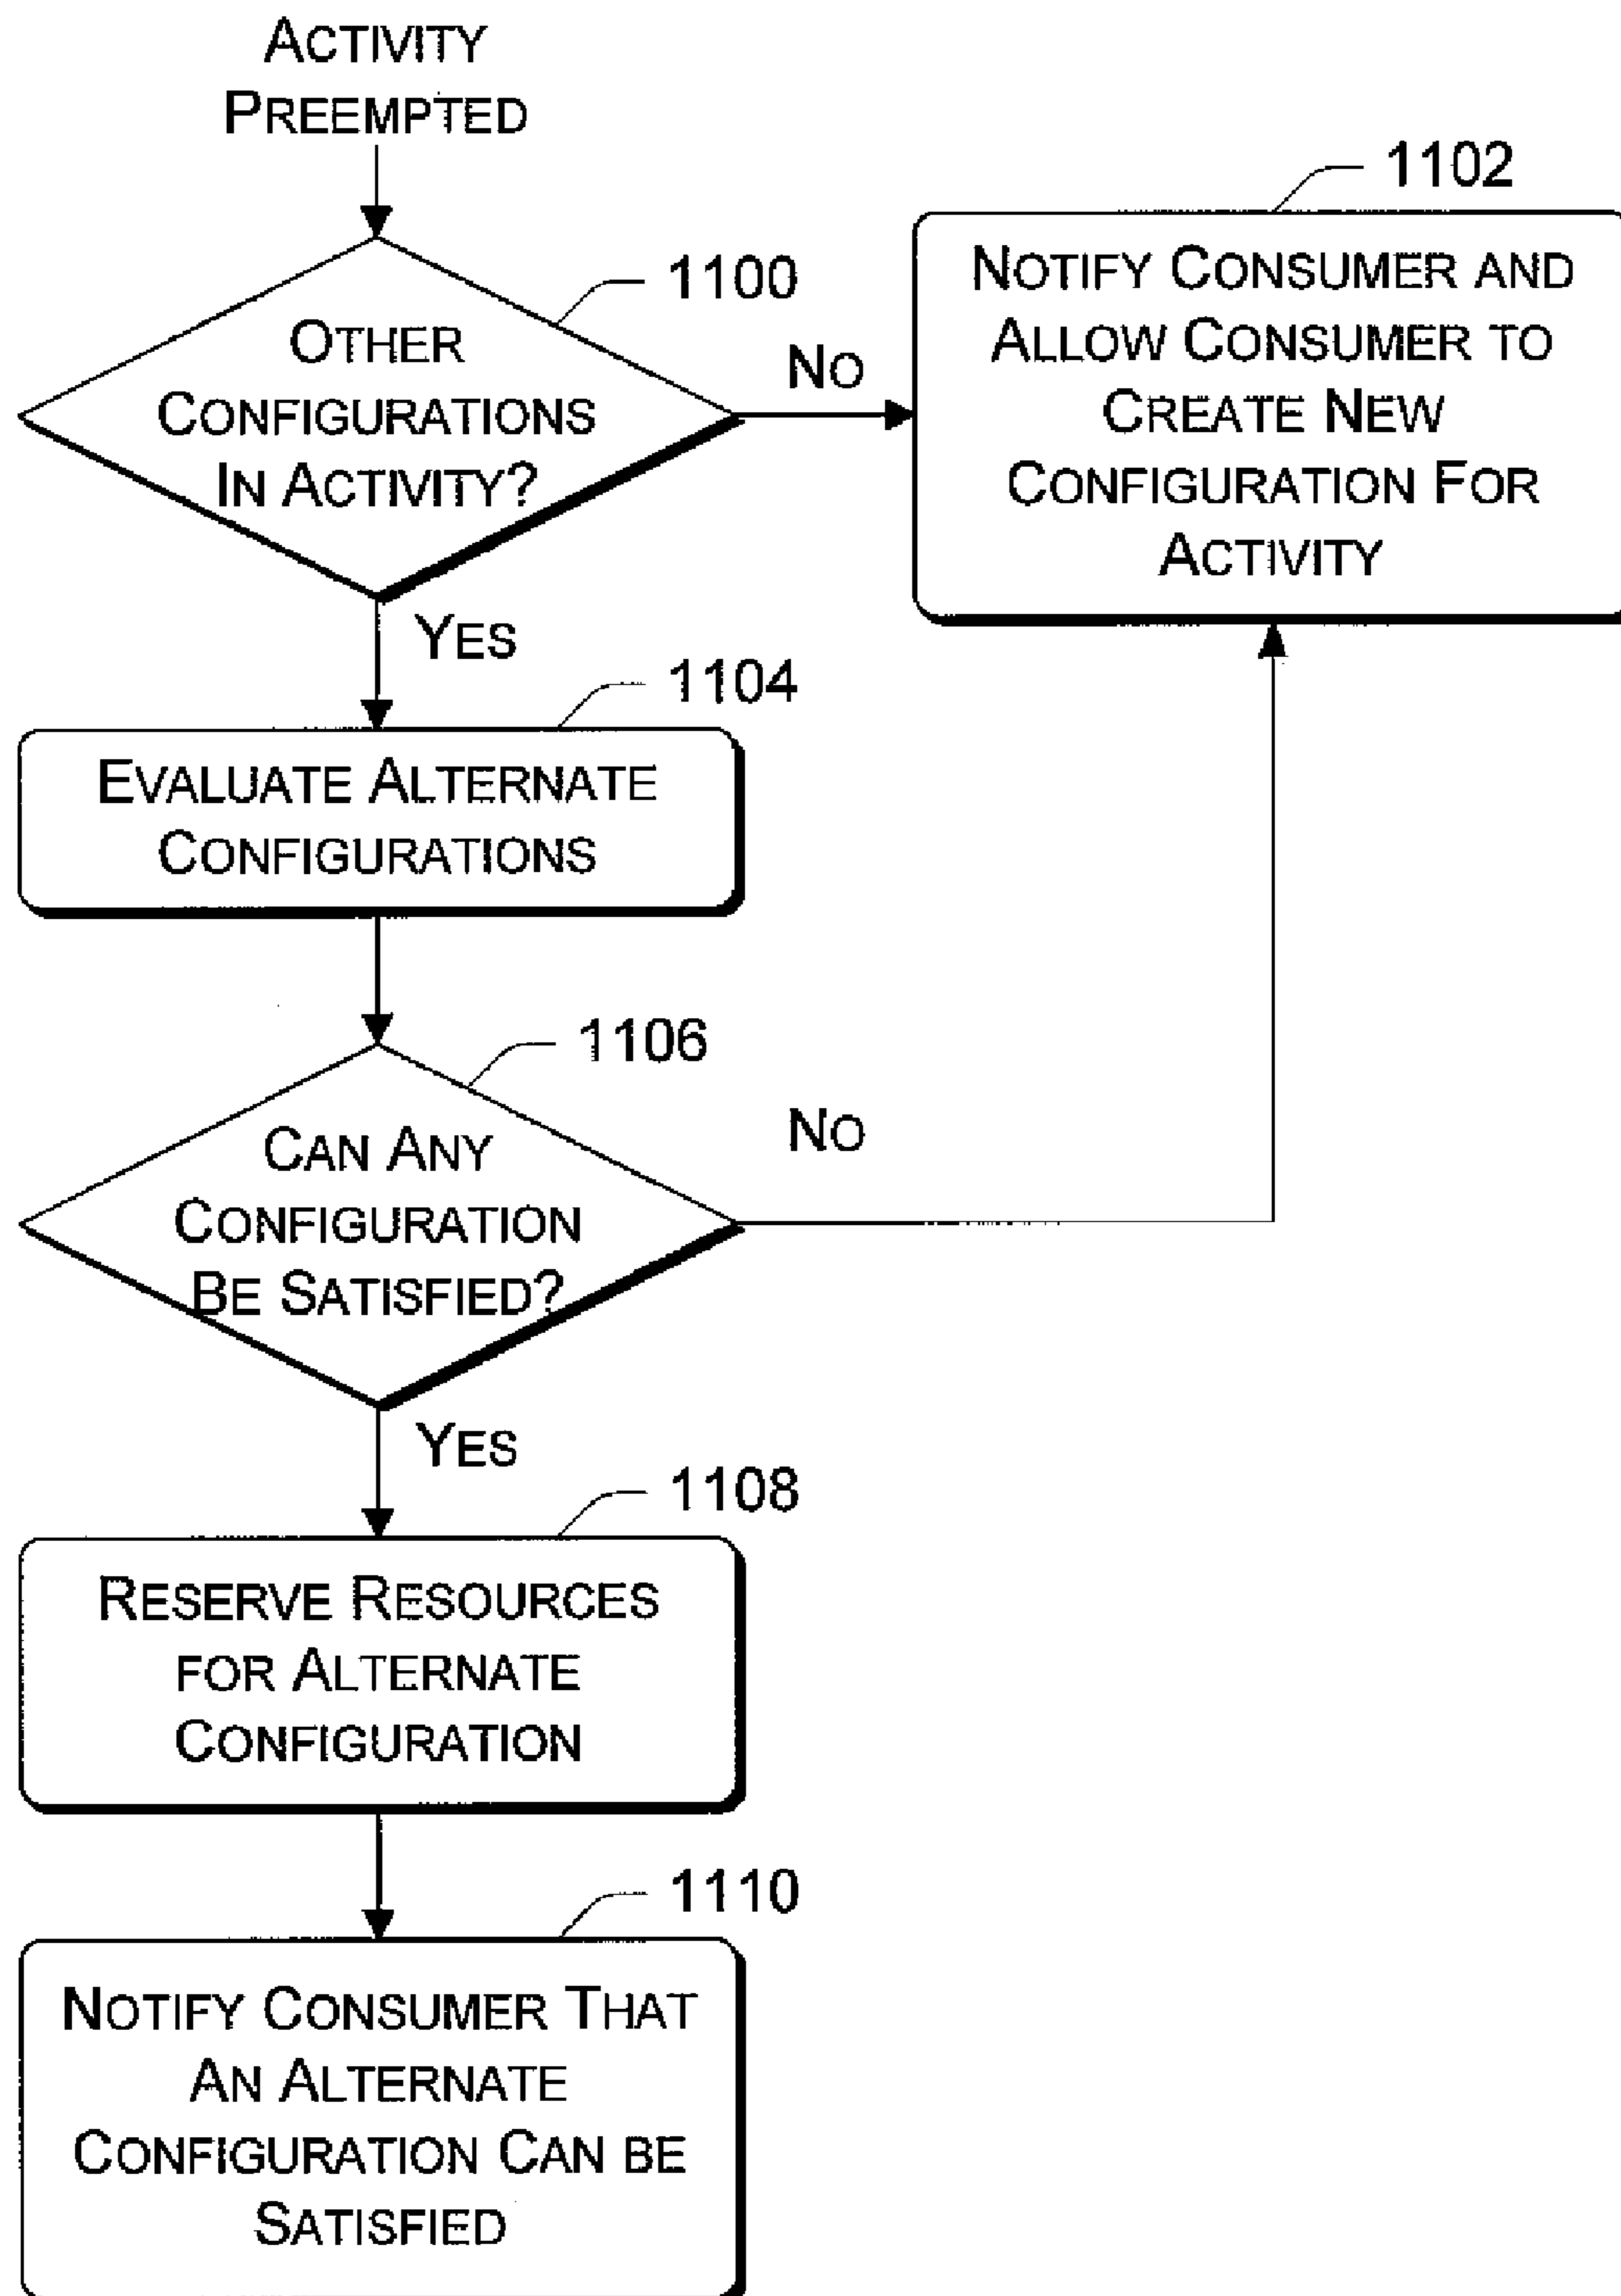 ACTIVITY
PREEMPTED
1100
OTHER
CONFIGURATIONS
IN ACTIVITY?
NO
1102
NOTIFY CONSUMER AND
ALLOW CONSUMER TO
CREATE NEW
CONFIGURATION FOR
ACTIVITY
YES
1104
EVALUATE ALTERNATE
CONFIGURATIONS
1106
CAN ANY
CONFIGURATION
BE SATISFIED?
NO
YES
1108
RESERVE RESOURCES
FOR ALTERNATE
CONFIGURATION
1110
NOTIFY CONSUMER THAT
AN ALTERNATE
CONFIGURATION CAN BE
SATISFIED